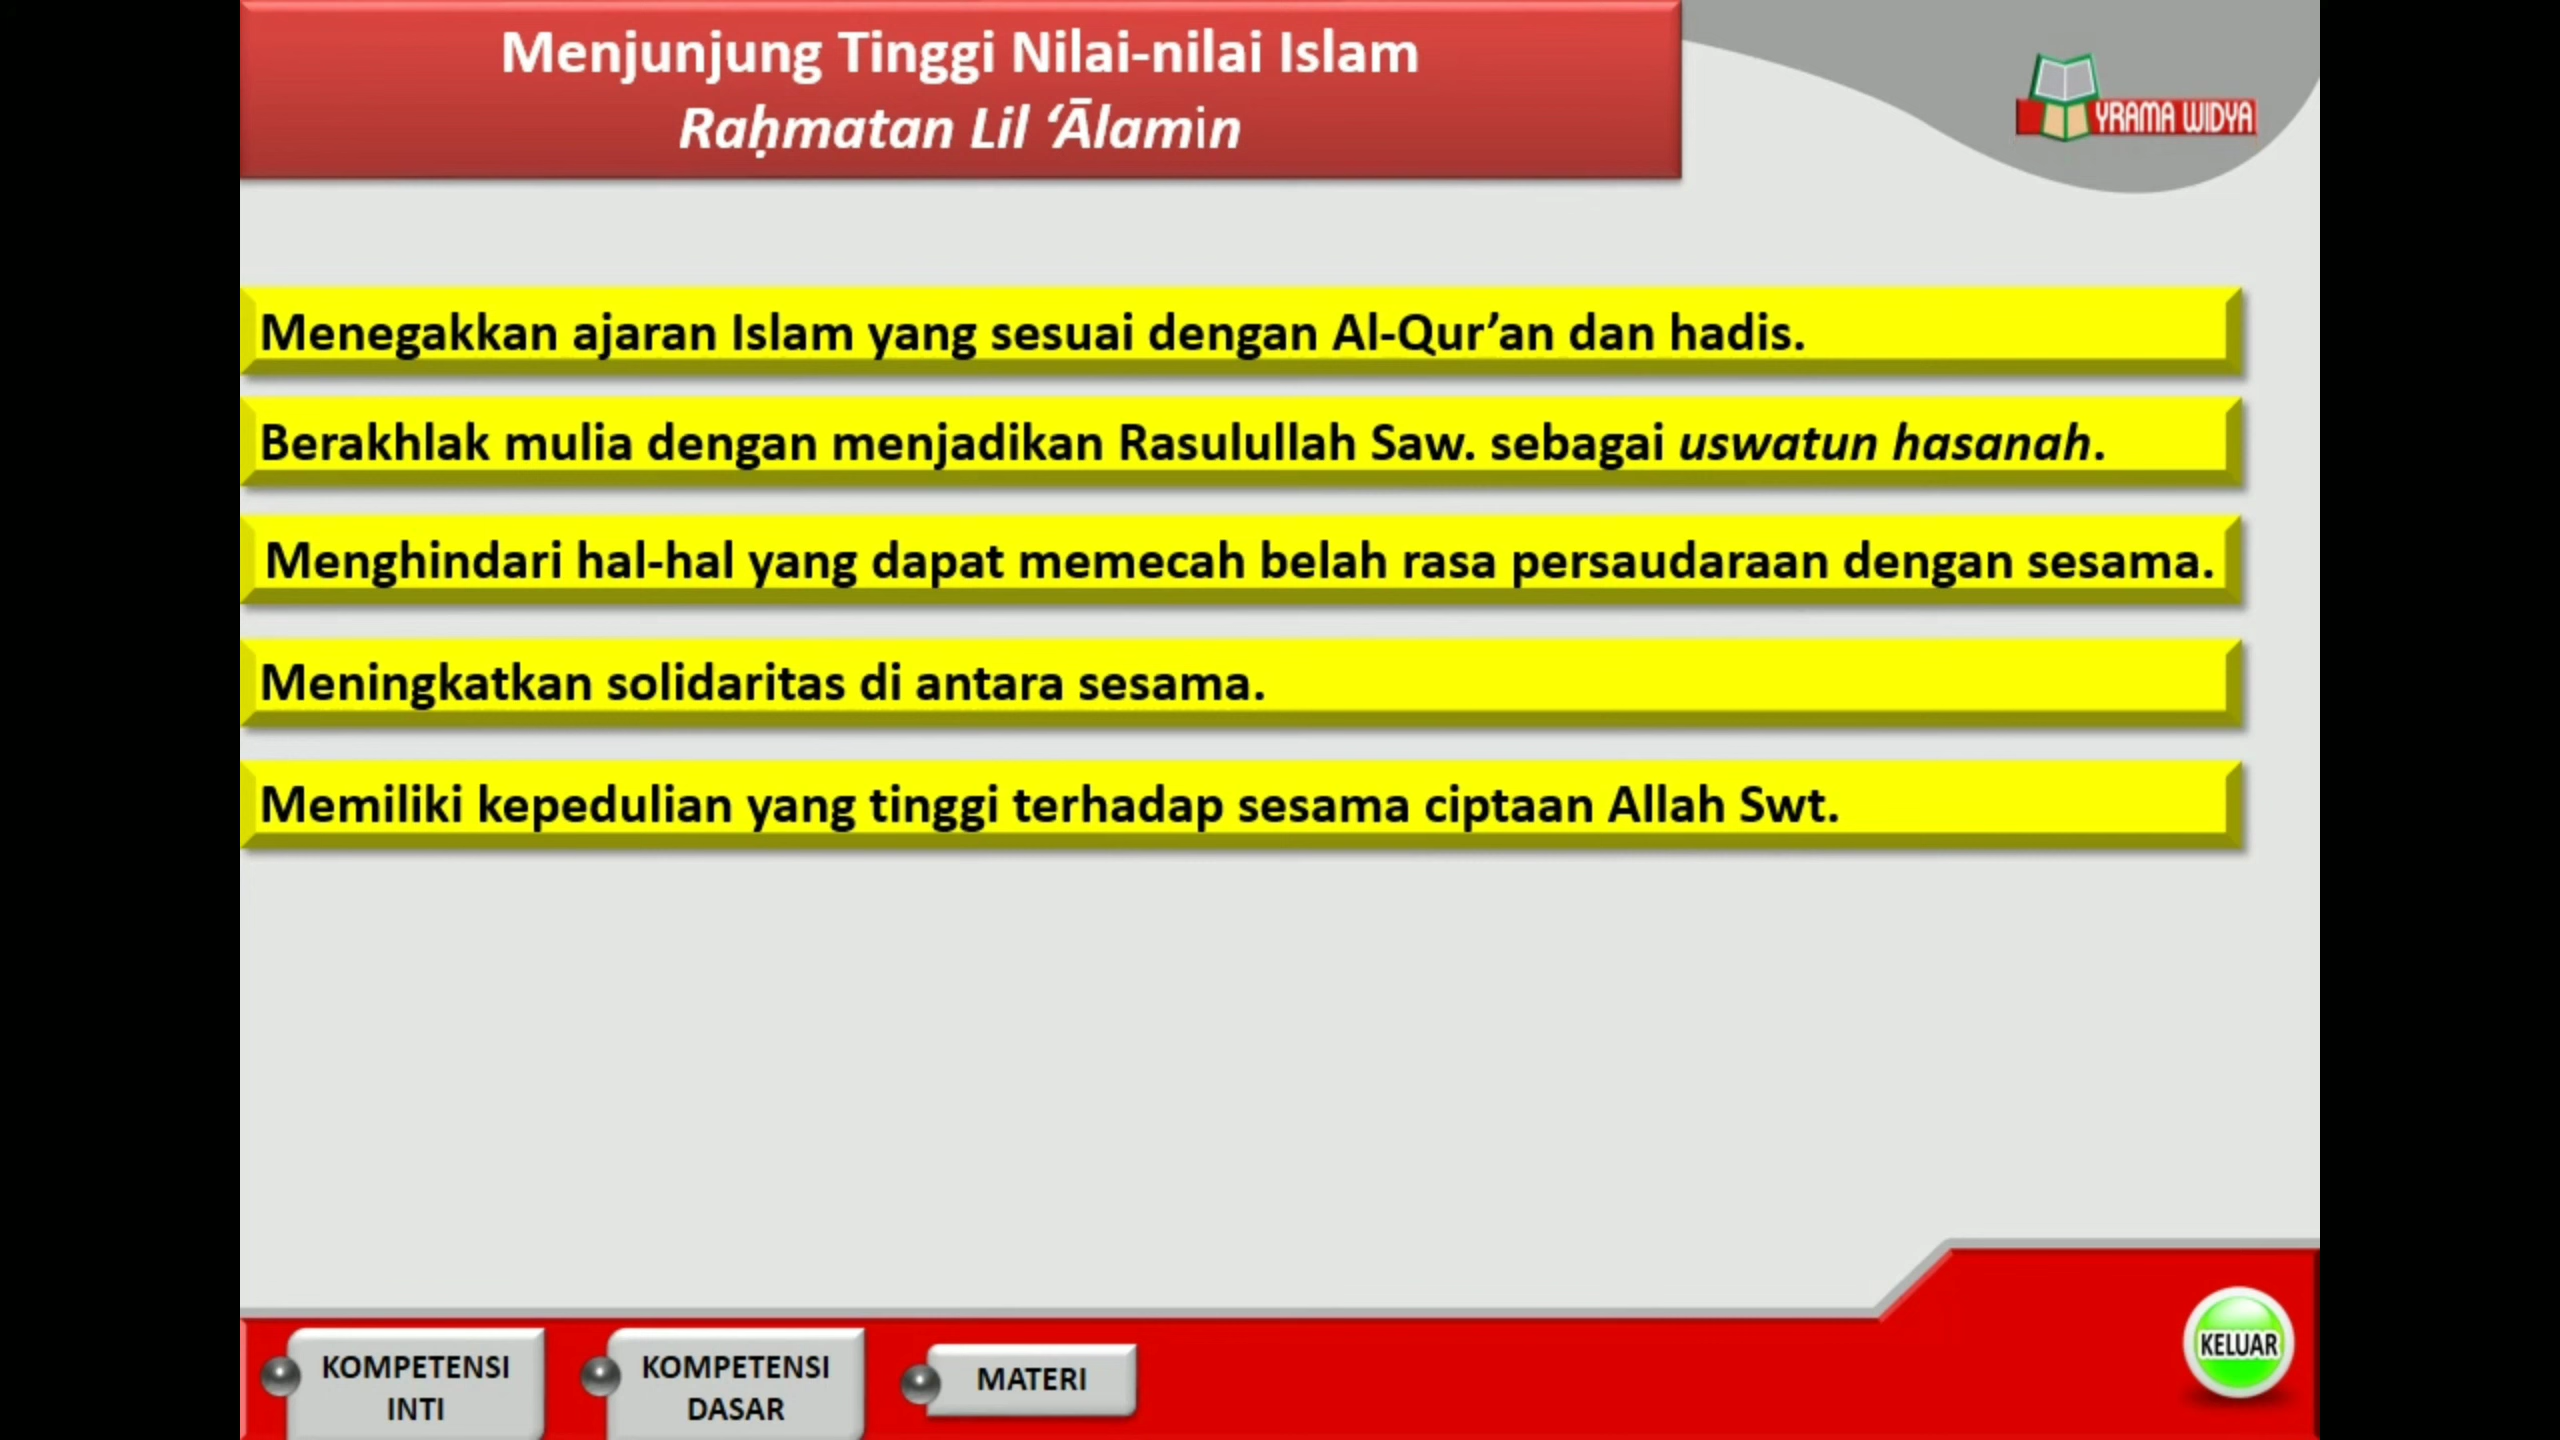 Menjunjung Tinggi Nilai-nilai Islam
Raḥmatan Lil ‘Ālamin
YRAMA WIDYA
Menegakkan ajaran Islam yang sesuai dengan Al-Qur’an dan hadis.
Berakhlak mulia dengan menjadikan Rasulullah Saw. sebagai uswatun hasanah.
Menghindari hal-hal yang dapat memecah belah rasa persaudaraan dengan sesama.
Meningkatkan solidaritas di antara sesama.
Memiliki kepedulian yang tinggi terhadap sesama ciptaan Allah Swt.
KOMPETENSI
INTI
KOMPETENSI
DASAR
MATERI
KELUAR